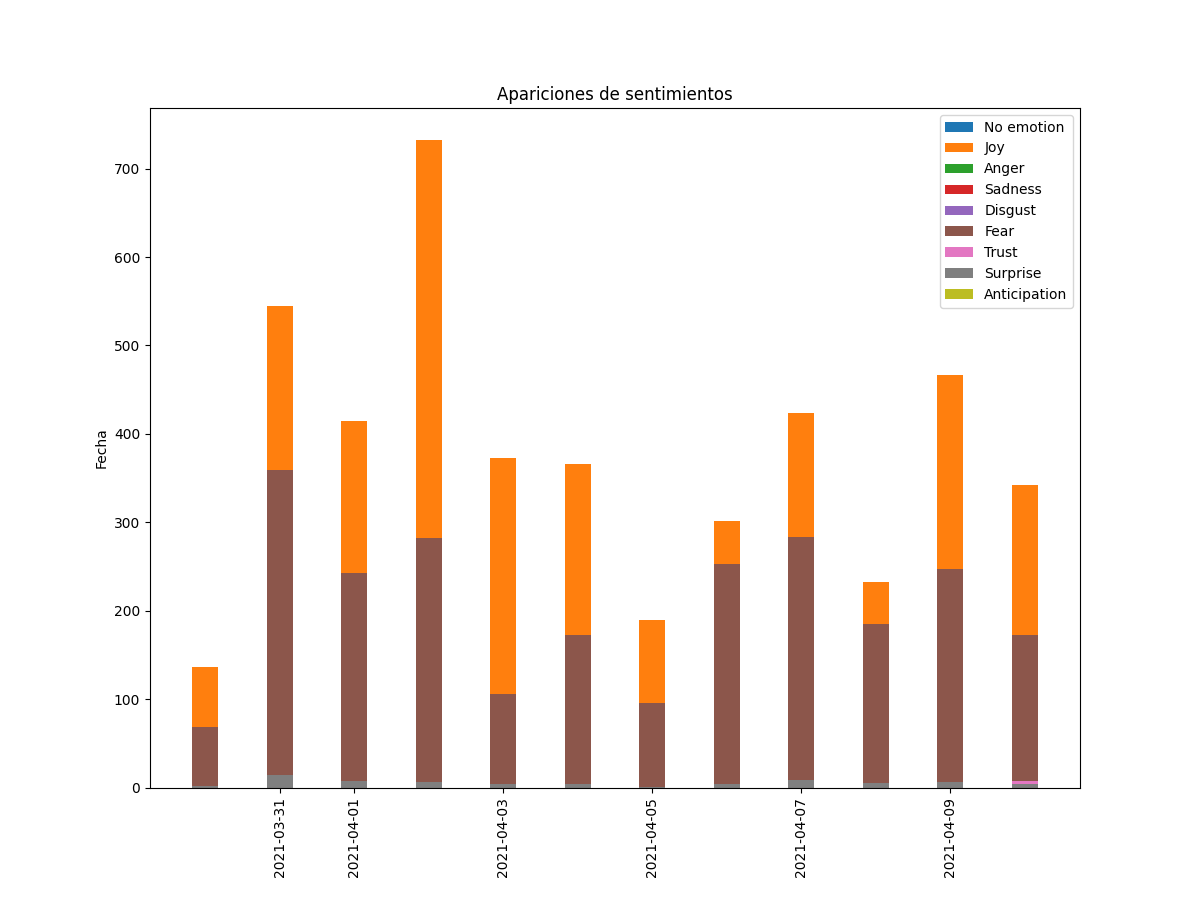 Apariciones de sentimientos
No emotion
Joy
Anger
Sadness
Disgust
Fear
Trust
Surprise
Anticipation
700
600
500
400
300
200
100
0
Fecha
2021-03-31
2021-04-01
2021-04-03
2021-04-05
2021-04-07
2021-04-09